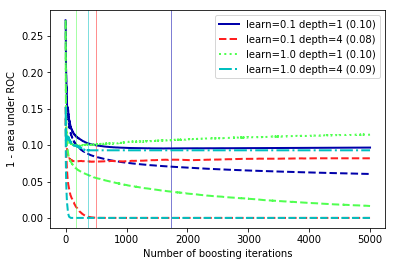 learn=0.1 depth=1 (0.10)
learn=0.1 depth=4 (0.08)
learn=1.0 depth=1 (0.10)
learn=1.0 depth=4 (0.09)
1 - area under ROC
0.25
0.20
0.15
0.10
0.05
0.00
0 1000 2000 3000 4000 5000
Number of boosting iterations